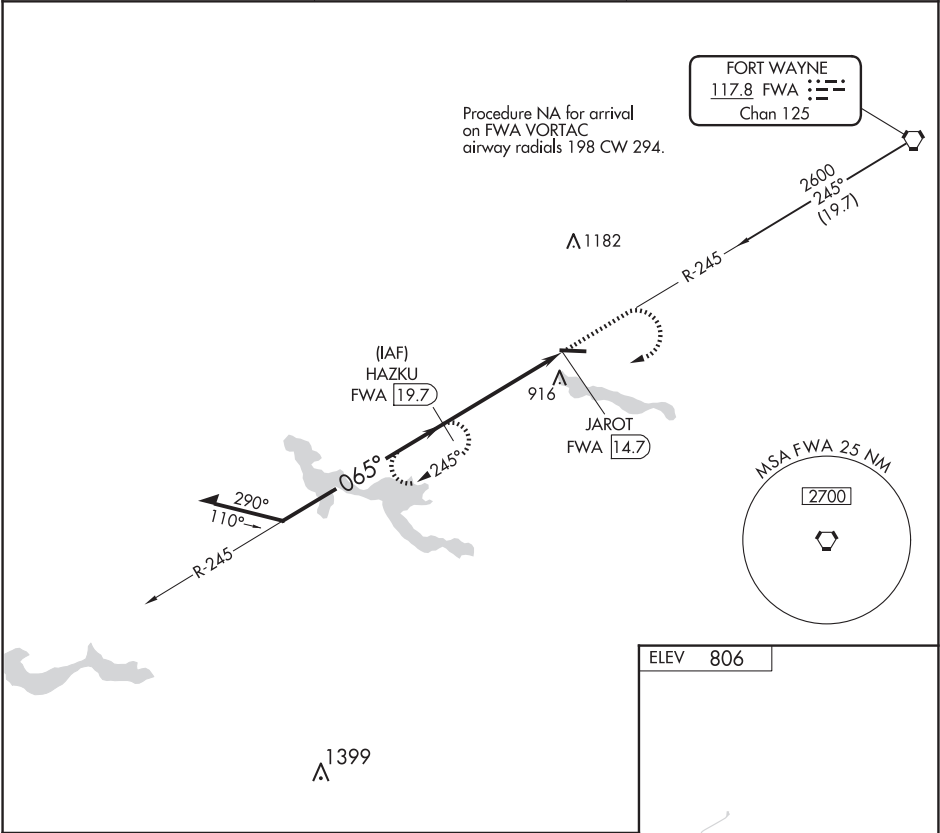 FORT WAYNE
117.8 FWA
Chan 125
Procedure NA for arrival
on FWA VORTAC
airway radials 198 CW 294.
2600
245°
(19.7)
1182
R-245
(IAF)
HAZKU
FWA 19.7
916
JAROT
FWA 14.7
065°
245°
290°
110°
R-245
MSA FWA 25 NM
2700
ELEV 806
1399